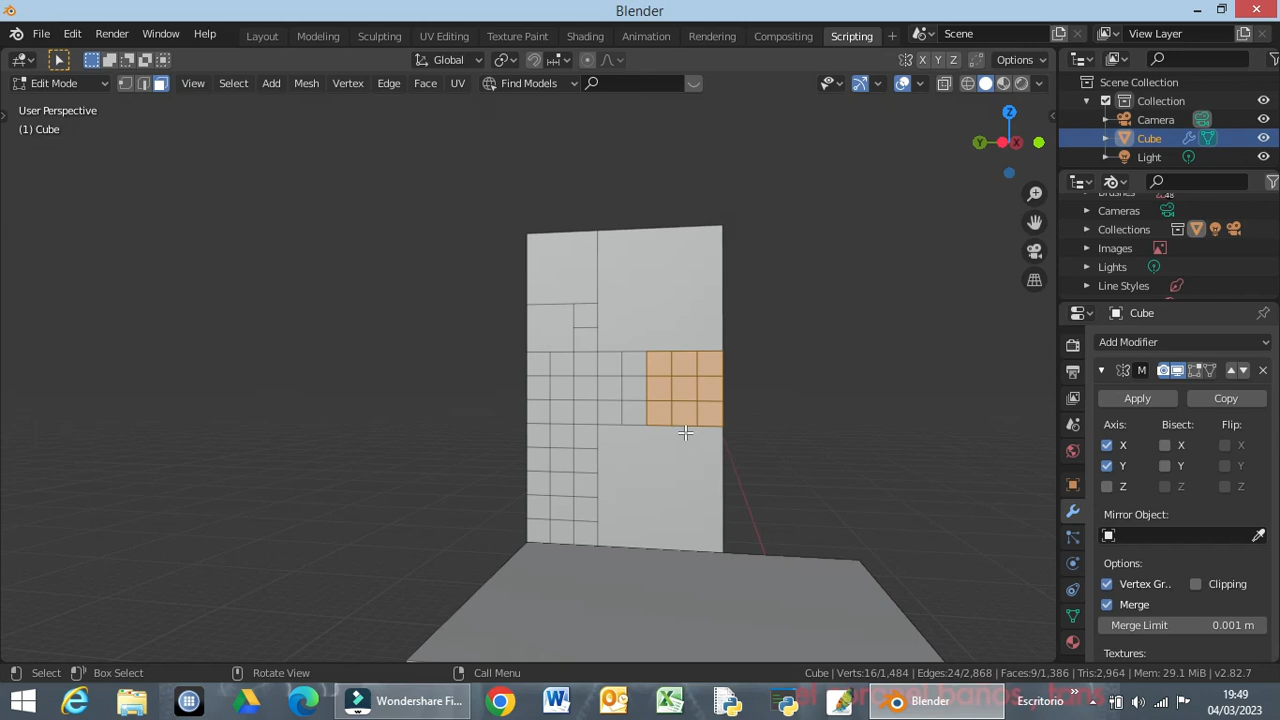 Blender
File Edit Render Window Help Layout Modeling Sculpting UV Editing Texture Paint Shading Animation Rendering Compositing Scripting Scene View Layer
Global X Y Z Options
Edit Mode View Select Add Mesh Vertex Edge Face UV Find Models
User Perspective
(1) Cube
Z
Y X
Scene Collection
Collection
Camera
Cube
Light
Brushes 48
Cameras
Collections
Images
Lights
Line Styles
Cube
Add Modifier
M
Apply Copy
Axis: Bisect: Flip:
X X X
Y Y Y
Z Z Z
Mirror Object:
Options:
Vertex Gr.. Clipping
Merge
Merge Limit 0.001 m
Textures:
Select Box Select Rotate View Call Menu Cube | Verts:16/1,484 | Edges:24/2,868 | Faces:9/1,386 | Tris:2,964 | Mem: 29.1 MiB | v2.82.7
Wondershare Fi... Blender Escritorio 19:49
04/03/2023